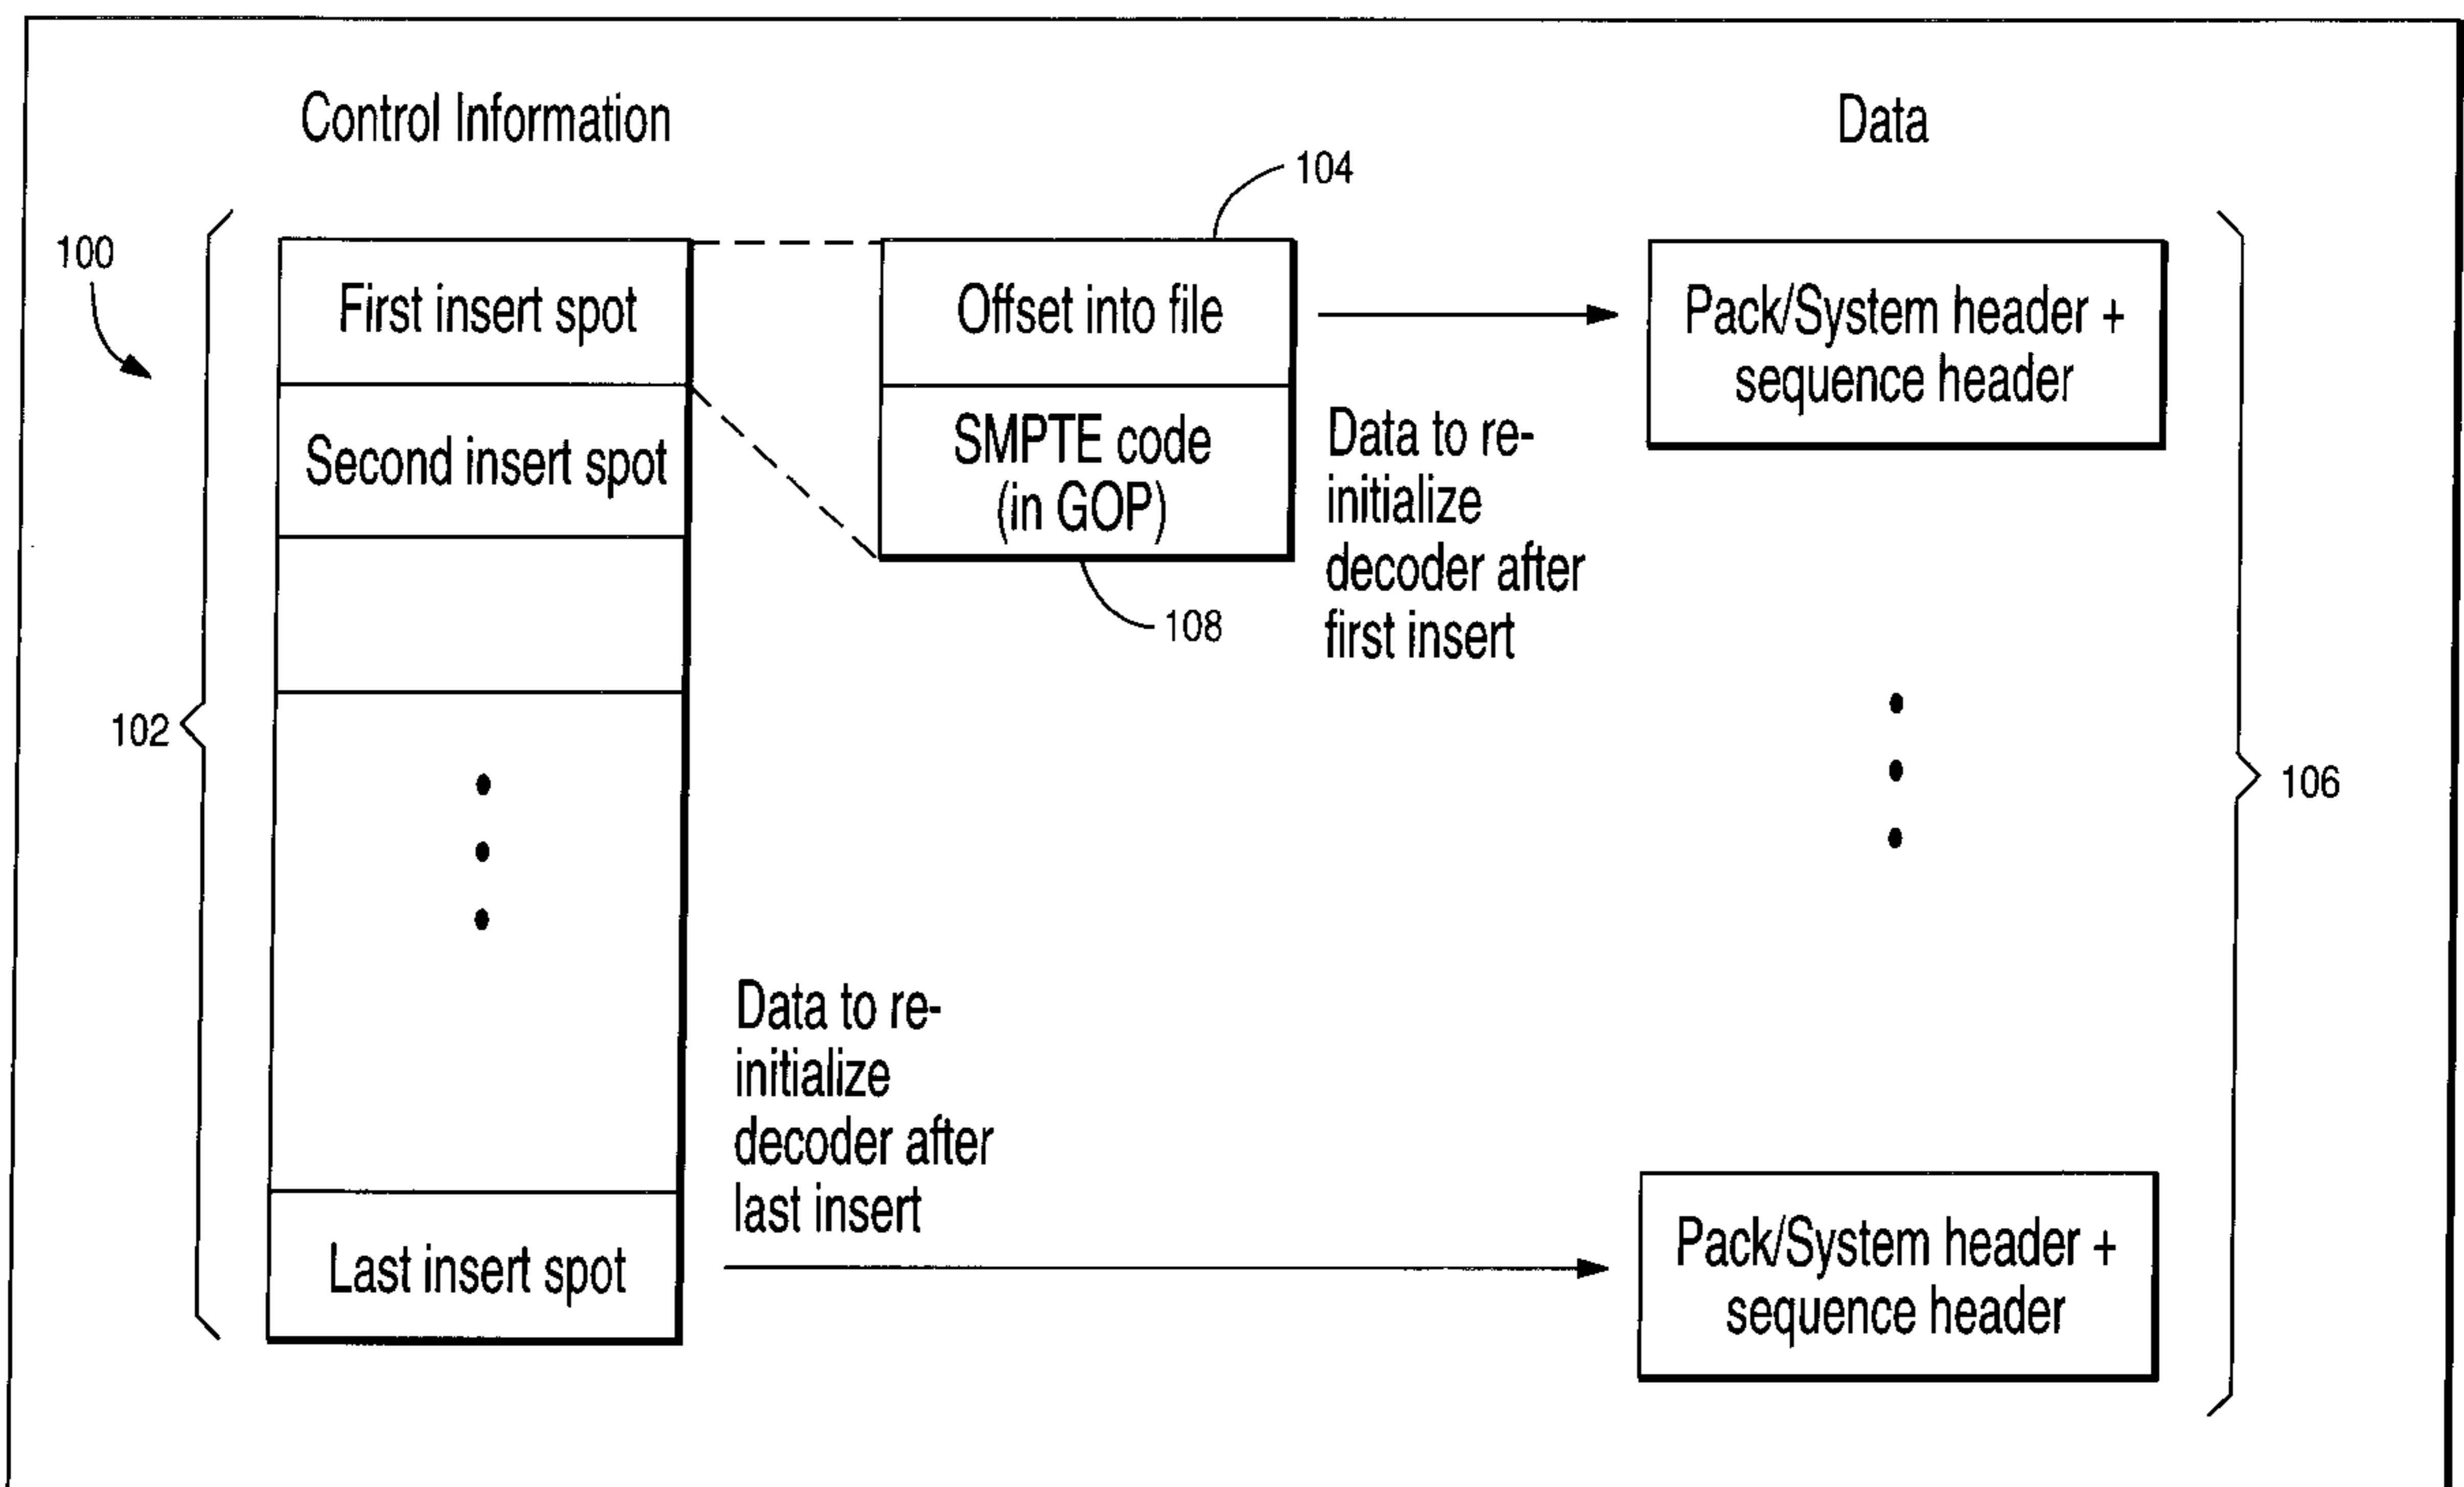 Control Information
Data
104
100
First insert spot
Offset into file
Pack/System header +
sequence header
Second insert spot
SMPTE code
(in GOP)
Data to re-
initialize
decoder after
first insert
108
102
106
Data to re-
initialize
decoder after
last insert
Last insert spot
Pack/System header +
sequence header